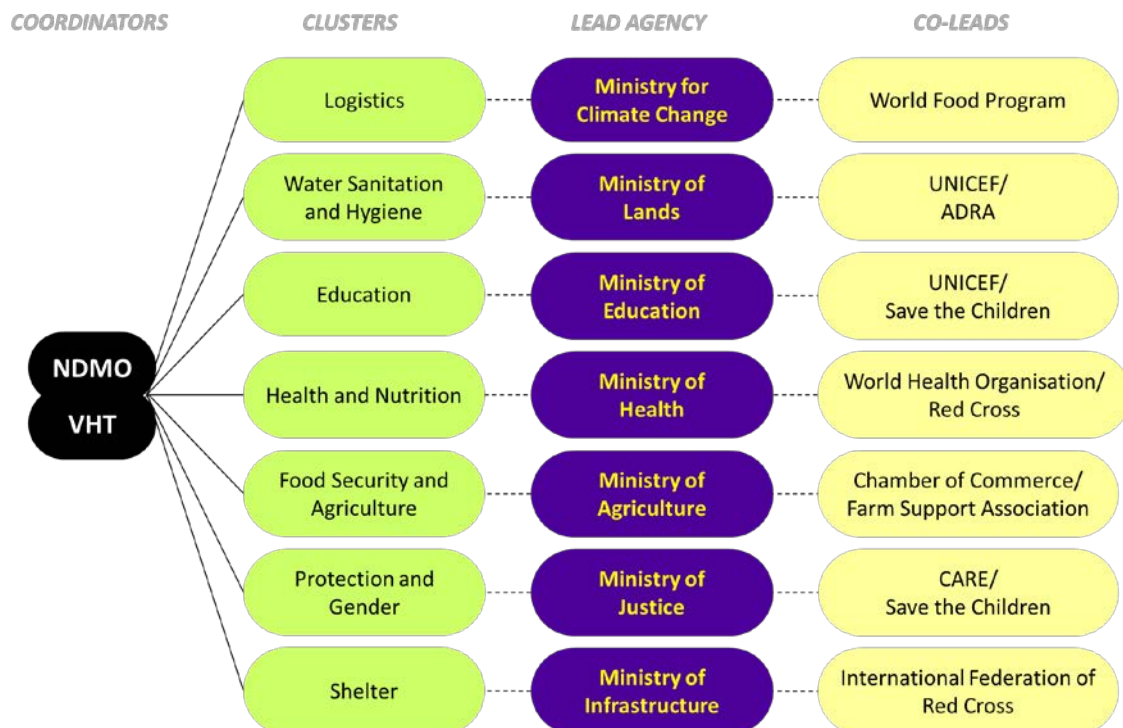 COORDINATORS
CLUSTERS
LEAD AGENCY
CO-LEADS
NDMO
VHT
Logistics
Ministry for
Climate Change
World Food Program
Water Sanitation
and Hygiene
Ministry of
Lands
UNICEF/
ADRA
Education
Ministry of
Education
UNICEF/
Save the Children
Health and Nutrition
Ministry of
Health
World Health Organisation/
Red Cross
Food Security and
Agriculture
Ministry of
Agriculture
Chamber of Commerce/
Farm Support Association
Protection and
Gender
Ministry of
Justice
CARE/
Save the Children
Shelter
Ministry of
Infrastructure
International Federation of
Red Cross